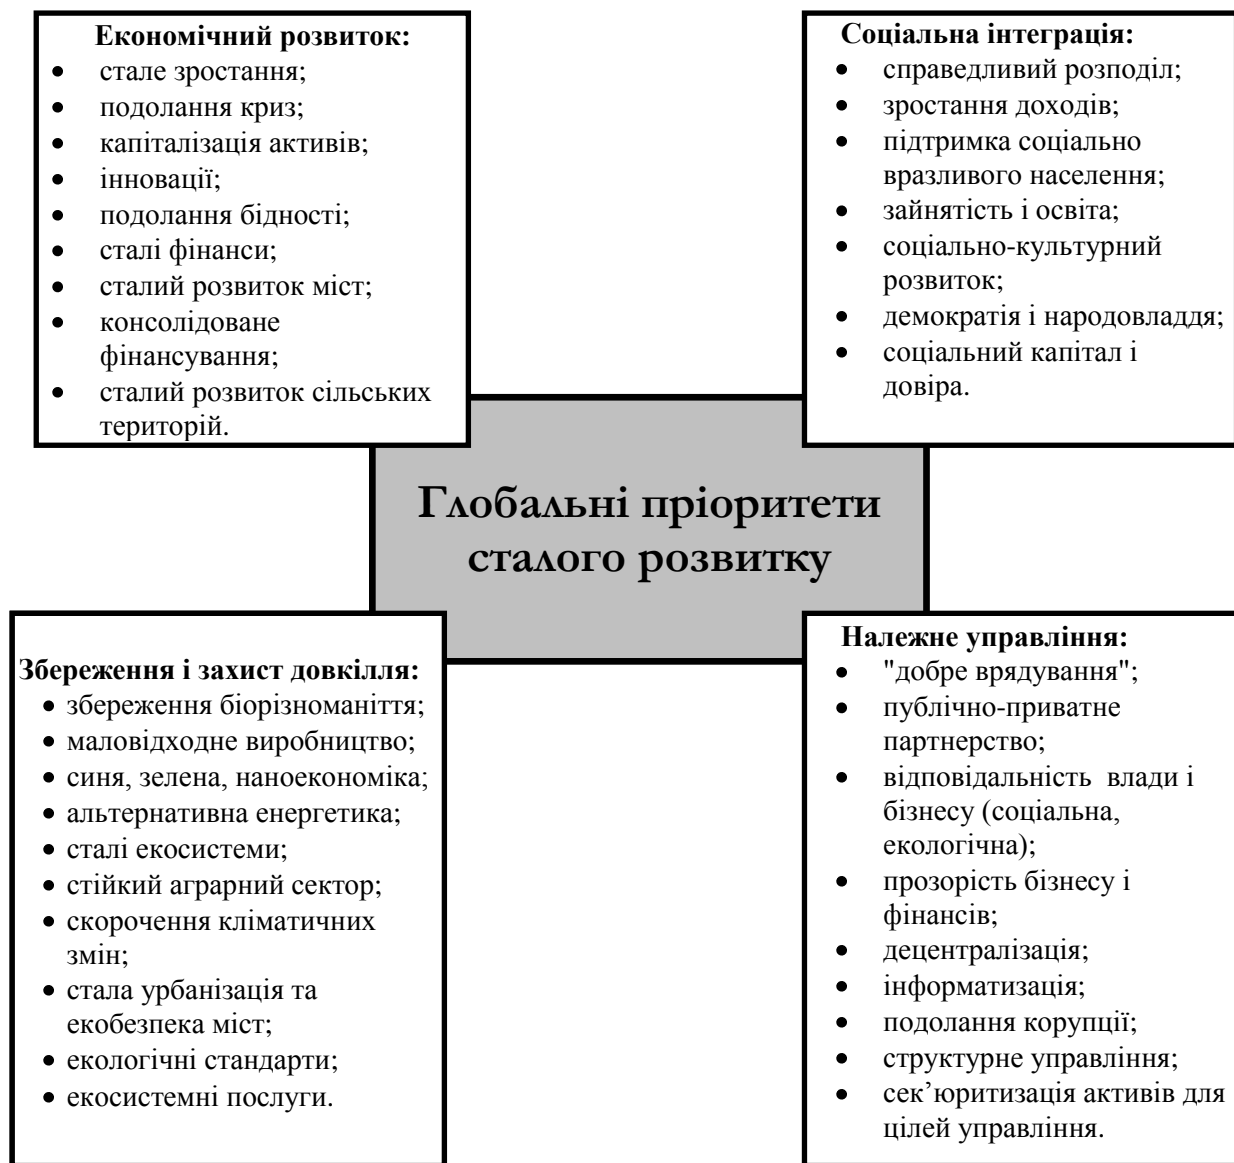 Економічний розвиток:
• стале зростання;
• подолання криз;
• капіталізація активів;
• інновації;
• подолання бідності;
• сталі фінанси;
• сталий розвиток міст;
• консолідоване
фінансування;
• сталий розвиток сільських
територій.
Соціальна інтеграція:
• справедливий розподіл;
• зростання доходів;
• підтримка соціально
вразливого населення;
• зайнятість і освіта;
• соціально-культурний
розвиток;
• демократія і народовладдя;
• соціальний капітал і
довіра.
Глобальні пріоритети
сталого розвитку
Збереження і захист довкілля:
• збереження біорізноманіття;
• маловідходне виробництво;
• синя, зелена, наноекономіка;
• альтернативна енергетика;
• сталі екосистеми;
• стійкий аграрний сектор;
• скорочення кліматичних
змін;
• стала урбанізація та
екобезпека міст;
• екологічні стандарти;
• екосистемні послуги.
Належне управління:
• "добре врядування";
• публічно-приватне
партнерство;
• відповідальність влади і
бізнесу (соціальна,
екологічна);
• прозорість бізнесу і
фінансів;
• децентралізація;
• інформатизація;
• подолання корупції;
• структурне управління;
• сек’юритизація активів для
цілей управління.